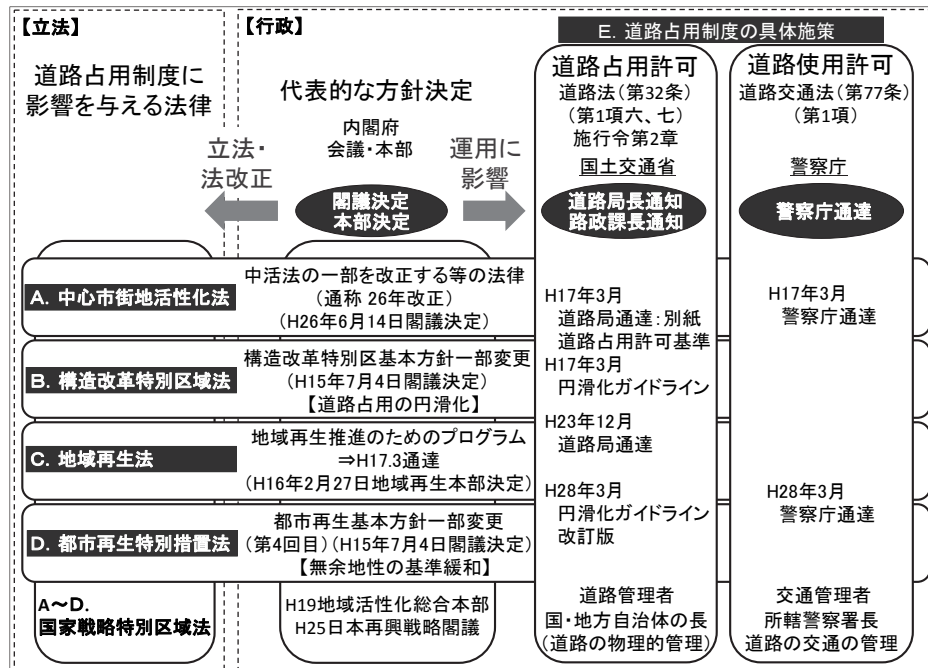 【立法】
道路占用制度に
影響を与える法律
【行政】
代表的な方針決定
内閣府
会議・本部
立法・
法改正
運用に
影響
閣議決定
本部決定
E. 道路占用制度の具体施策
道路占用許可
道路法(第32条)
(第1項六、七)
施行令第2章
国土交通省
道路局長通知
路政課長通知
道路使用許可
道路交通法(第77条)
(第1項)
警察庁
警察庁通達
A. 中心市街地活性化法
中活法の一部を改正する等の法律
(通称 26年改正)
(H26年6月14日閣議決定)
B. 構造改革特別区域法
構造改革特別区基本方針一部変更
(H15年7月4日閣議決定)
【道路占用の円滑化】
C. 地域再生法
地域再生推進のためのプログラム
⇒H17.3通達
(H16年2月27日地域再生本部決定)
D. 都市再生特別措置法
都市再生基本方針一部変更
(第4回目)(H15年7月4日閣議決定)
【無余地性の基準緩和】
A~D.
国家戦略特別区域法
H19地域活性化総合本部
H25日本再興戦略閣議
H17年3月
道路局通達:別紙
道路占用許可基準
H17年3月
円滑化ガイドライン
H23年12月
道路局通達
H28年3月
円滑化ガイドライン
改訂版
道路管理者
国・地方自治体の長
(道路の物理的管理)
H17年3月
警察庁通達
H28年3月
警察庁通達
交通管理者
所轄警察署長
道路の交通の管理